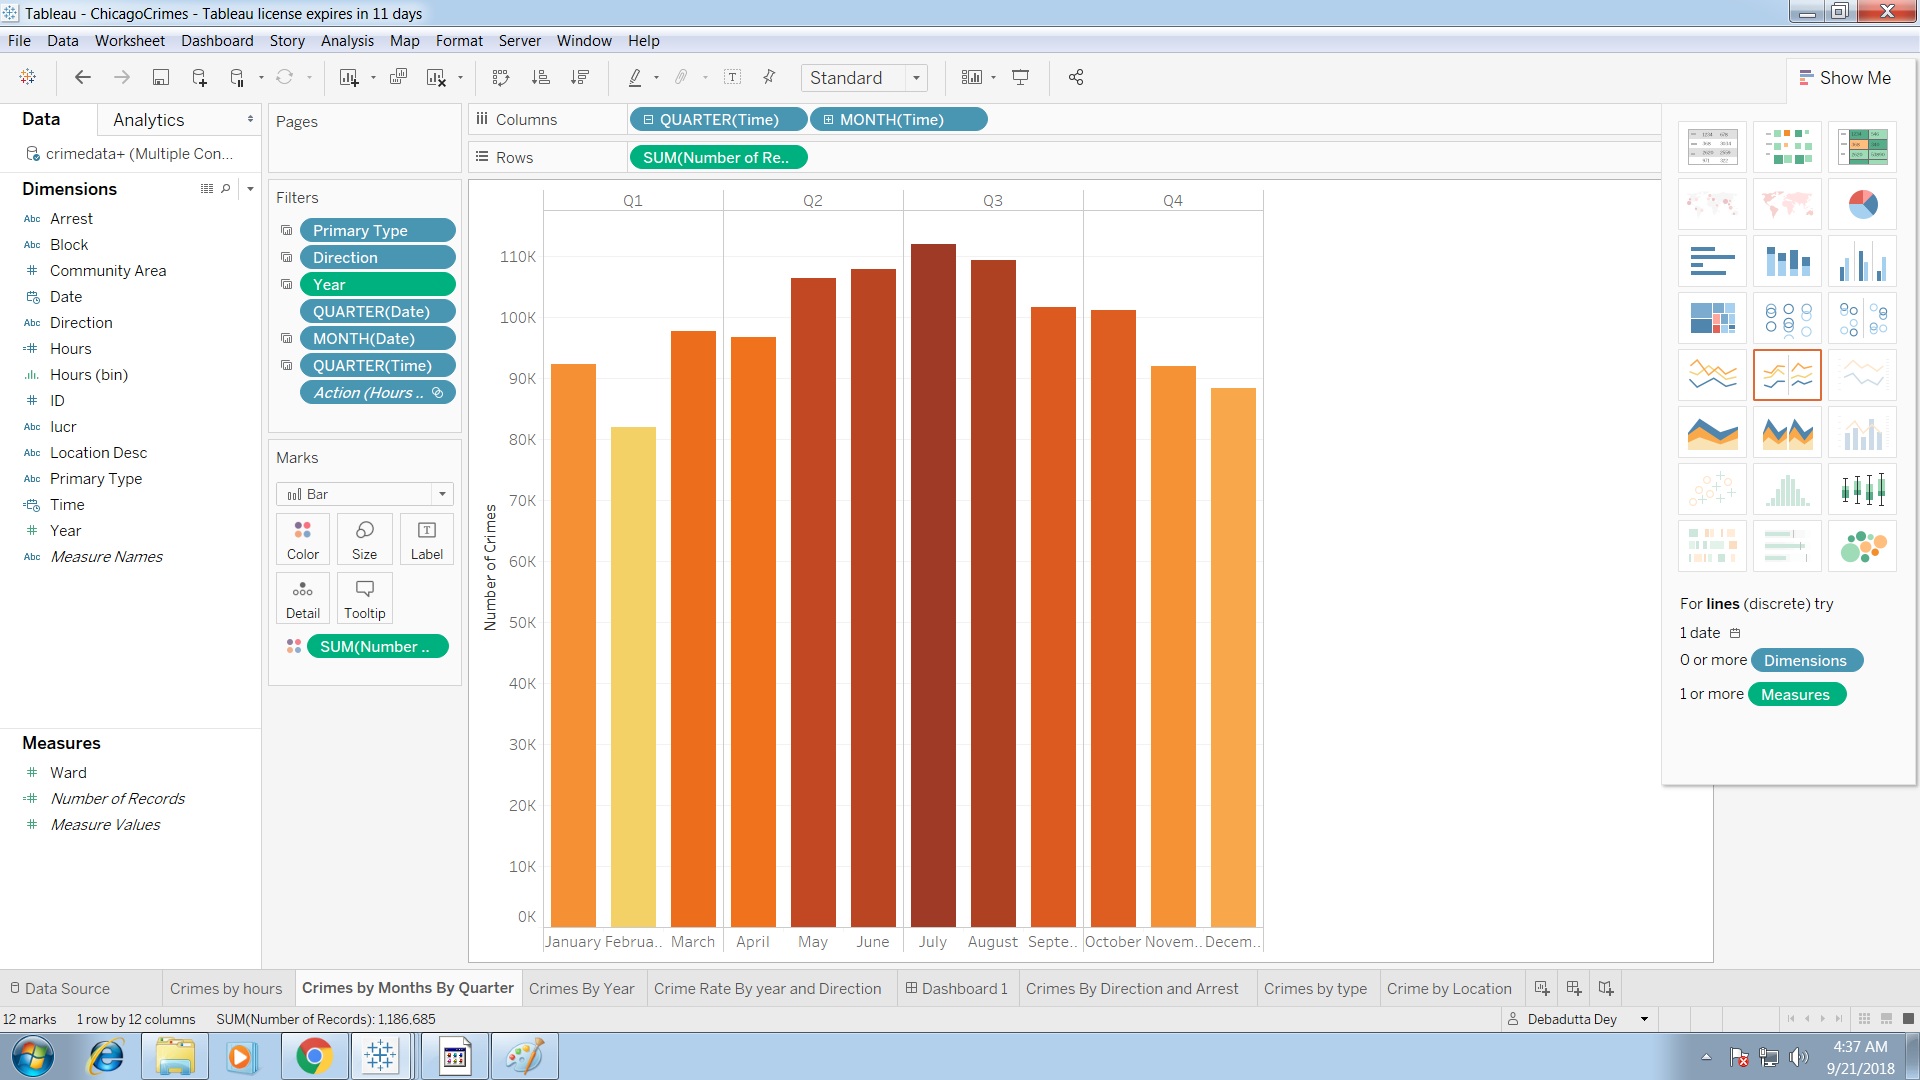 Tableau - ChicagoCrimes - Tableau license expires in 11 days
File Data Worksheet Dashboard Story Analysis Map Format Server Window Help
Standard
Show Me
Data
Analytics
crimedata+ (Multiple Con...
Dimensions
Abc Arrest
Abc Block
# Community Area
Date
Abc Direction
=# Hours
Hours (bin)
# ID
Abc Iucr
Abc Location Desc
Abc Primary Type
Time
# Year
Abc Measure Names
Measures
# Ward
=# Number of Records
# Measure Values
Pages
Filters
Primary Type
Direction
Year
QUARTER(Date)
MONTH(Date)
QUARTER(Time)
Action (Hours ..
Marks
Bar
Color
Size
Label
Detail
Tooltip
SUM(Number ..
Columns
QUARTER(Time)
MONTH(Time)
Rows
SUM(Number of Re..
Q1 Q2 Q3 Q4
110K
100K
90K
80K
70K
60K
50K
40K
30K
20K
10K
0K
Number of Crimes
January Februa.. March April May June July August Septe.. October Novem.. Decem..
For lines (discrete) try
1 date
0 or more Dimensions
1 or more Measures
Data Source
Crimes by hours
Crimes by Months By Quarter
Crimes By Year
Crime Rate By year and Direction
Dashboard 1
Crimes By Direction and Arrest
Crimes by type
Crime by Location
12 marks 1 row by 12 columns SUM(Number of Records): 1,186,685
Debadutta Dey
4:37 AM
9/21/2018